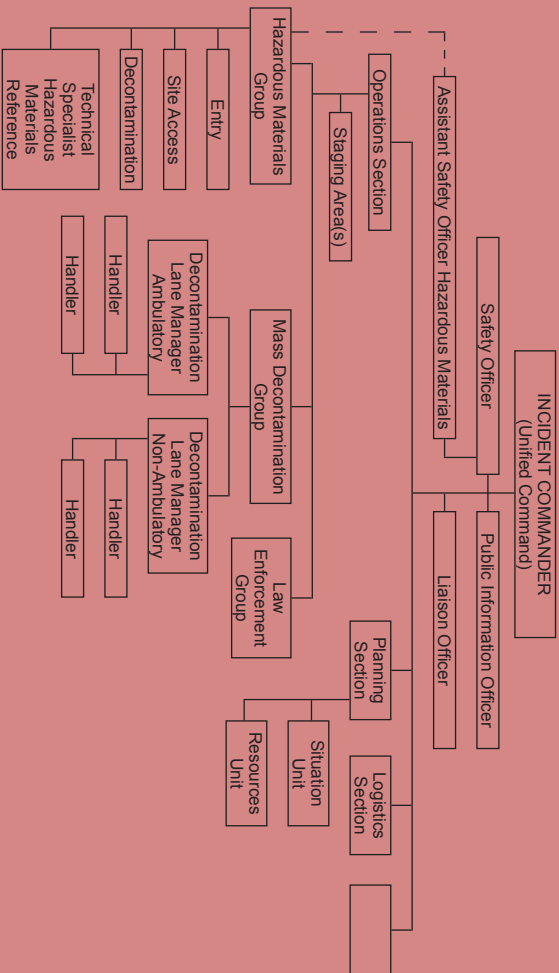 INCIDENT COMMANDER
(Unified Command)
Safety Officer
Public Information Officer
Assistant Safety Officer Hazardous Materials
Liaison Officer
Operations Section
Staging Area(s)
Planning
Section
Situation
Unit
Resources
Unit
Logistics
Section
Hazardous Materials
Group
Entry
Site Access
Decontamination
Technical
Specialist
Hazardous
Materials
Reference
Mass Decontamination
Group
Decontamination
Lane Manager
Ambulatory
Handler
Handler
Decontamination
Lane Manager
Non-Ambulatory
Handler
Handler
Law
Enforcement
Group